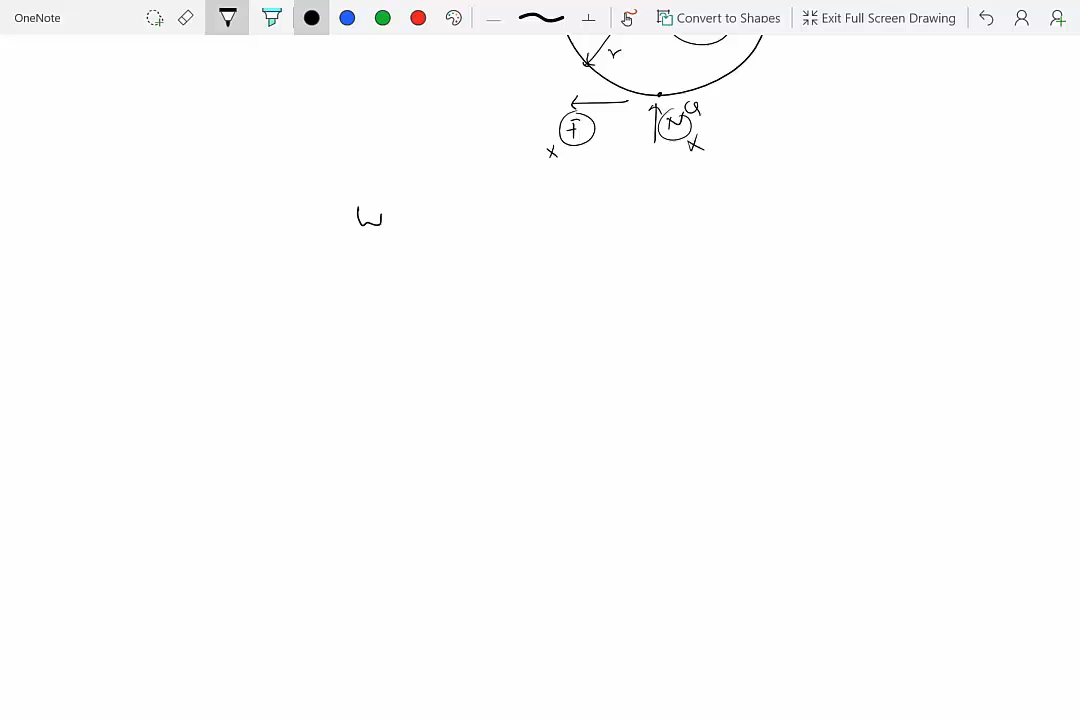 OneNote
Convert to Shapes
Exit Full Screen Drawing
r
F
N G
x
x
W